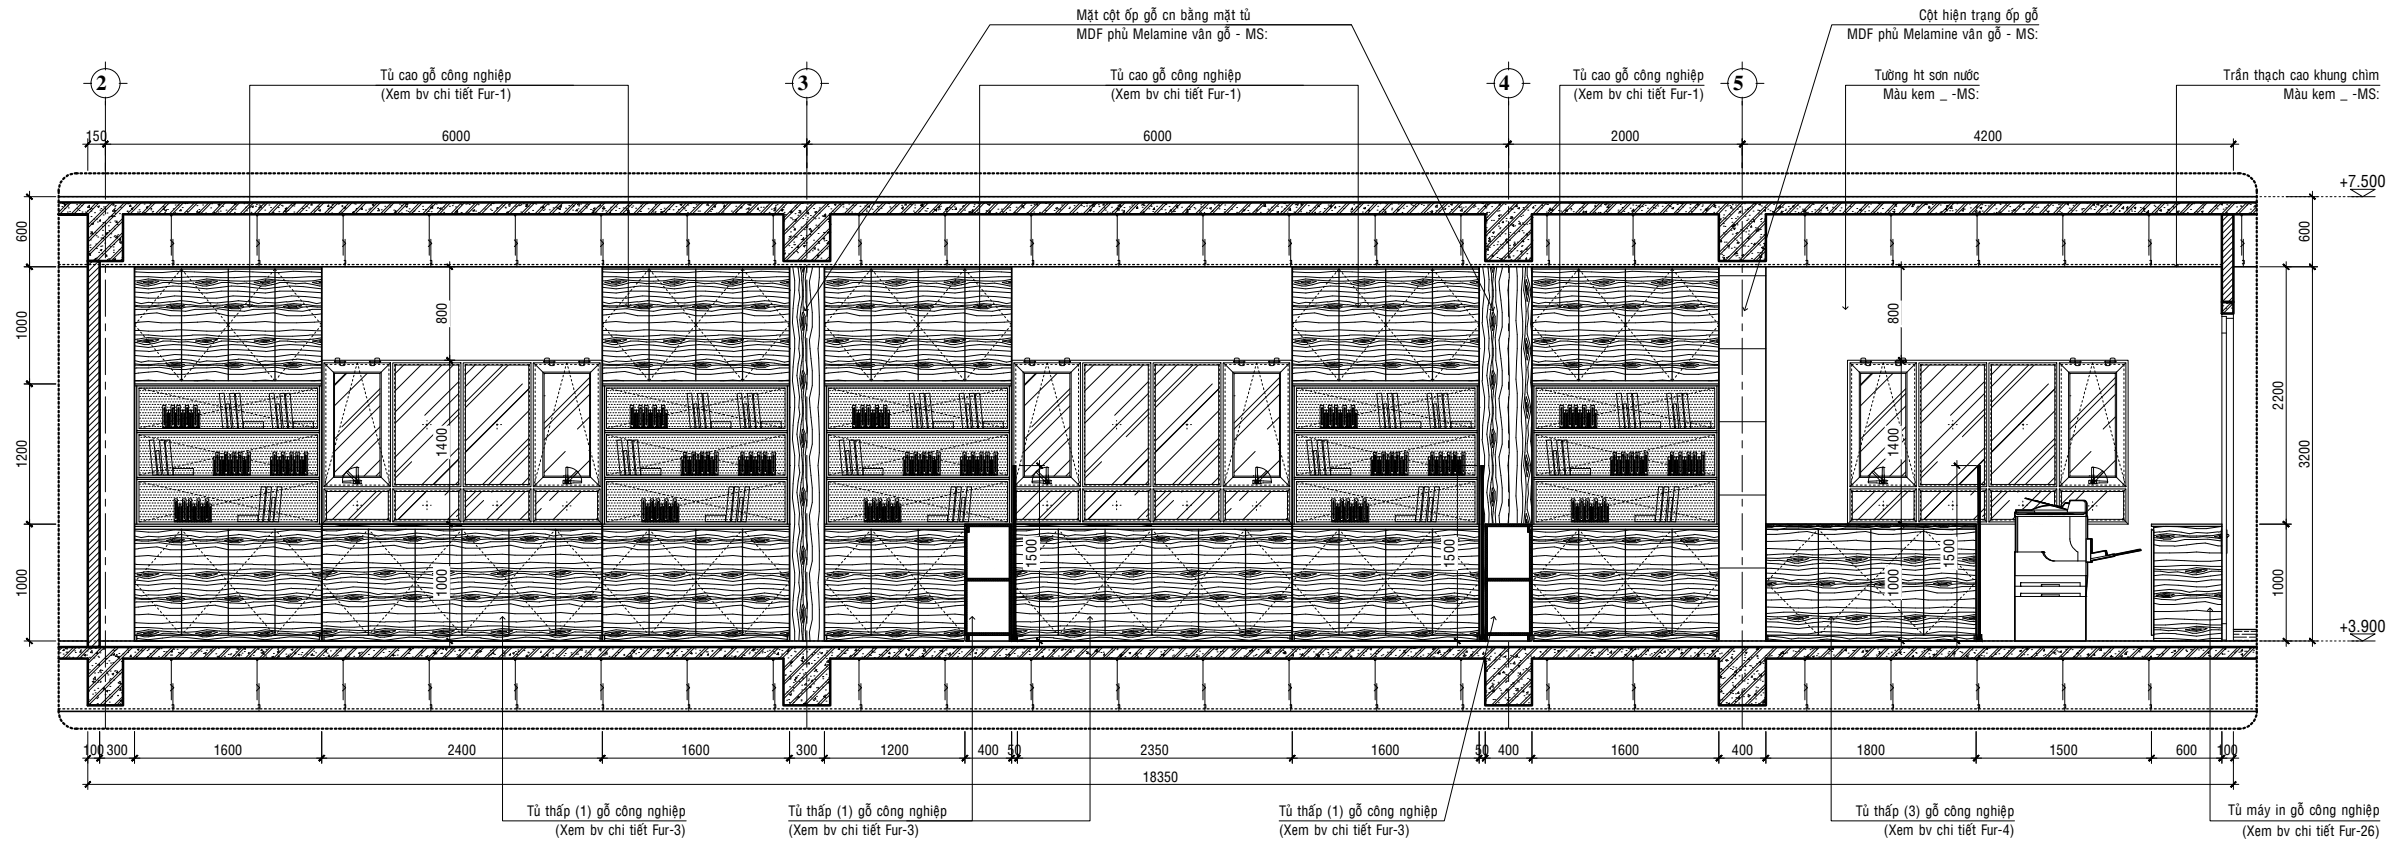 Mặt cột ốp gỗ cn bằng mặt tủ
MDF phủ Melamine vân gỗ - MS:
Cột hiện trạng ốp gỗ
MDF phủ Melamine vân gỗ - MS:
Tủ cao gỗ công nghiệp
(Xem bv chi tiết Fur-1)
Tủ cao gỗ công nghiệp
(Xem bv chi tiết Fur-1)
Tủ cao gỗ công nghiệp
(Xem bv chi tiết Fur-1)
Tường ht sơn nước
Màu kem _ -MS:
Trần thạch cao khung chìm
Màu kem _ -MS:
2
3
4
5
150
6000
6000
2000
4200
+7.500
600
600
1000
800
800
1200
1400
1400
2200
3200
1000
1000
1500
1500
1000
1500
1000
+3.900
100
300
1600
2400
1600
300
1200
400
50
2350
1600
50
400
1600
400
1800
1500
600
100
18350
Tủ thấp (1) gỗ công nghiệp
(Xem bv chi tiết Fur-3)
Tủ thấp (1) gỗ công nghiệp
(Xem bv chi tiết Fur-3)
Tủ thấp (1) gỗ công nghiệp
(Xem bv chi tiết Fur-3)
Tủ thấp (3) gỗ công nghiệp
(Xem bv chi tiết Fur-4)
Tủ máy in gỗ công nghiệp
(Xem bv chi tiết Fur-26)